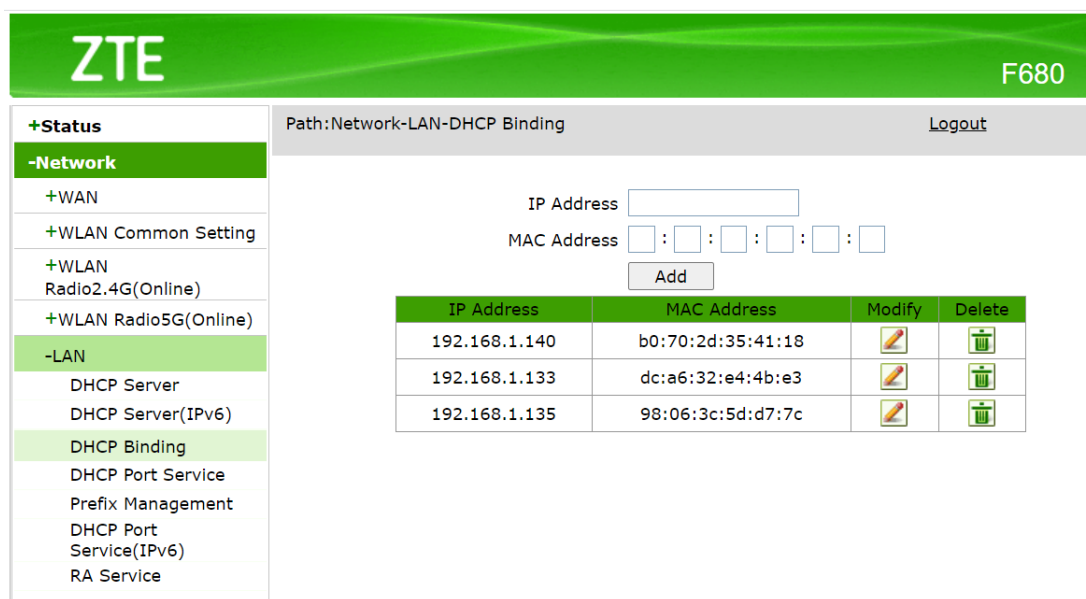 ZTE
F680
+Status
Path:Network-LAN-DHCP Binding
Logout
-Network
+WAN
+WLAN Common Setting
+WLAN
Radio2.4G(Online)
+WLAN Radio5G(Online)
-LAN
DHCP Server
DHCP Server(IPv6)
DHCP Binding
DHCP Port Service
Prefix Management
DHCP Port
Service(IPv6)
RA Service
IP Address
MAC Address : : : : :
Add
IP Address MAC Address Modify Delete
192.168.1.140 b0:70:2d:35:41:18
192.168.1.133 dc:a6:32:e4:4b:e3
192.168.1.135 98:06:3c:5d:d7:7c